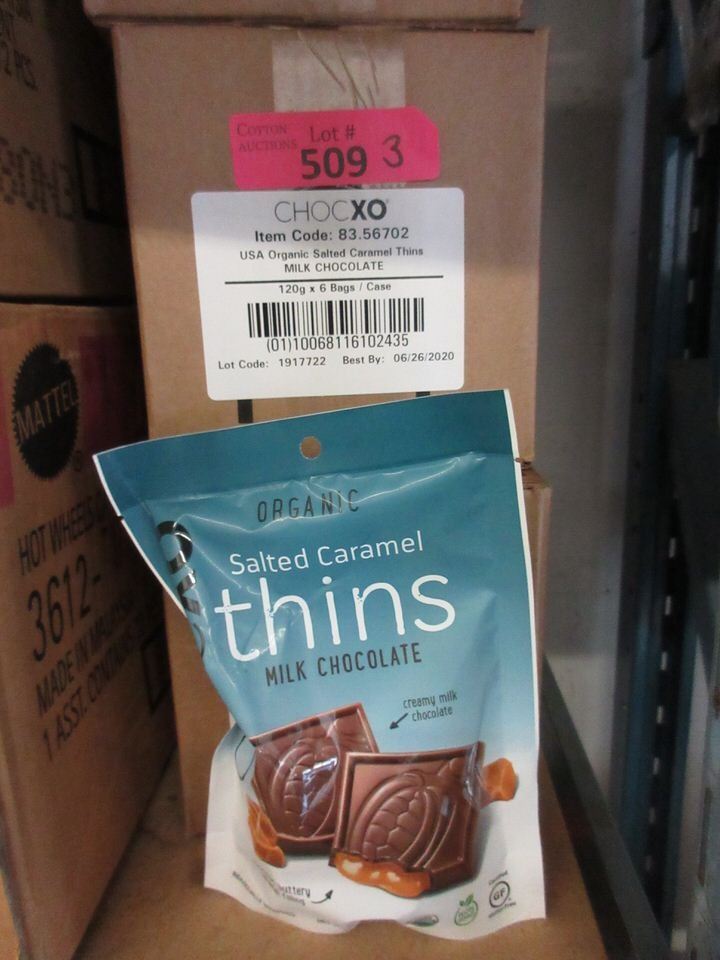 COTTON
AUCTIONS
Lot #
509 3
CHOCXO
Item Code: 83.56702
USA Organic Salted Caramel Thins
MILK CHOCOLATE
120g x 6 Bags / Case
(01)10068116102435
Lot Code: 1917722 Best By: 06/26/2020
MATTEL
HOT WHEELS
3612-
MADE IN MALAYSIA
1 ASST. CONTAINS
ORGANIC
Salted Caramel
thins
MILK CHOCOLATE
creamy milk
chocolate
GF